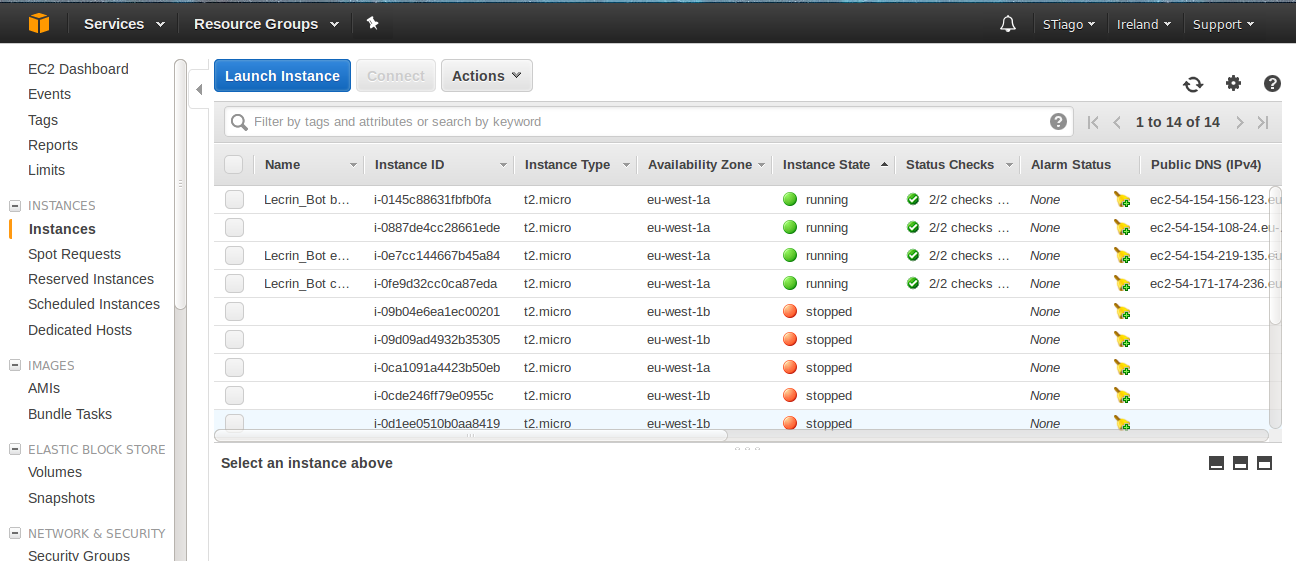 Services Resource Groups STiago Ireland Support
EC2 Dashboard
Events
Tags
Reports
Limits
INSTANCES
Instances
Spot Requests
Reserved Instances
Scheduled Instances
Dedicated Hosts
IMAGES
AMIs
Bundle Tasks
ELASTIC BLOCK STORE
Volumes
Snapshots
NETWORK & SECURITY
Security Groups
Launch Instance Connect Actions
Filter by tags and attributes or search by keyword 1 to 14 of 14
Name Instance ID Instance Type Availability Zone Instance State Status Checks Alarm Status Public DNS (IPv4)
Lecrin_Bot b... i-0145c88631fbfb0fa t2.micro eu-west-1a running 2/2 checks ... None ec2-54-154-156-123.eu
i-0887de4cc28661ede t2.micro eu-west-1a running 2/2 checks ... None ec2-54-154-108-24.eu-
Lecrin_Bot e... i-0e7cc144667b45a84 t2.micro eu-west-1a running 2/2 checks ... None ec2-54-154-219-135.eu
Lecrin_Bot c... i-0fe9d32cc0ca87eda t2.micro eu-west-1a running 2/2 checks ... None ec2-54-171-174-236.eu
i-09b04e6ea1ec00201 t2.micro eu-west-1b stopped None
i-09d09ad4932b35305 t2.micro eu-west-1b stopped None
i-0ca1091a4423b50eb t2.micro eu-west-1a stopped None
i-0cde246ff79e0955c t2.micro eu-west-1b stopped None
i-0d1ee0510b0aa8419 t2.micro eu-west-1b stopped None
Select an instance above